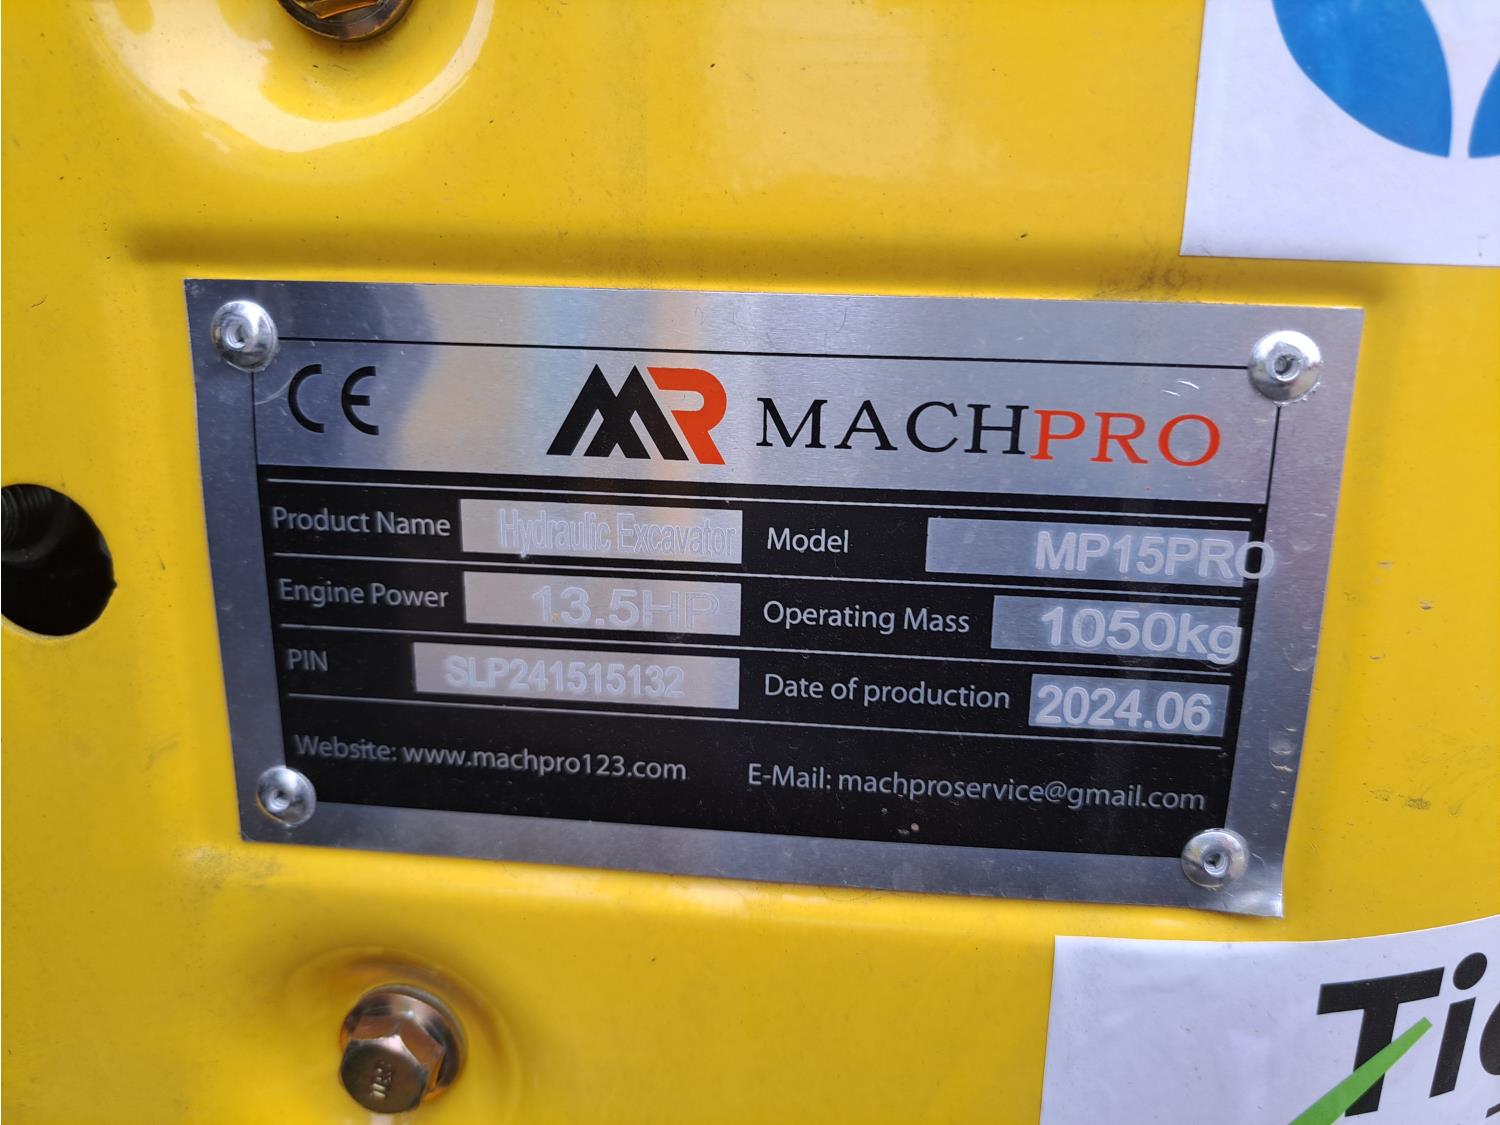 CE MR MACHPRO
Product Name Hydraulic Excavator Model MP15PRO
Engine Power 13.5HP Operating Mass 1050kg
PIN SLP241515132 Date of production 2024.06
Website: www.machpro123.com E-Mail: machproservice@gmail.com